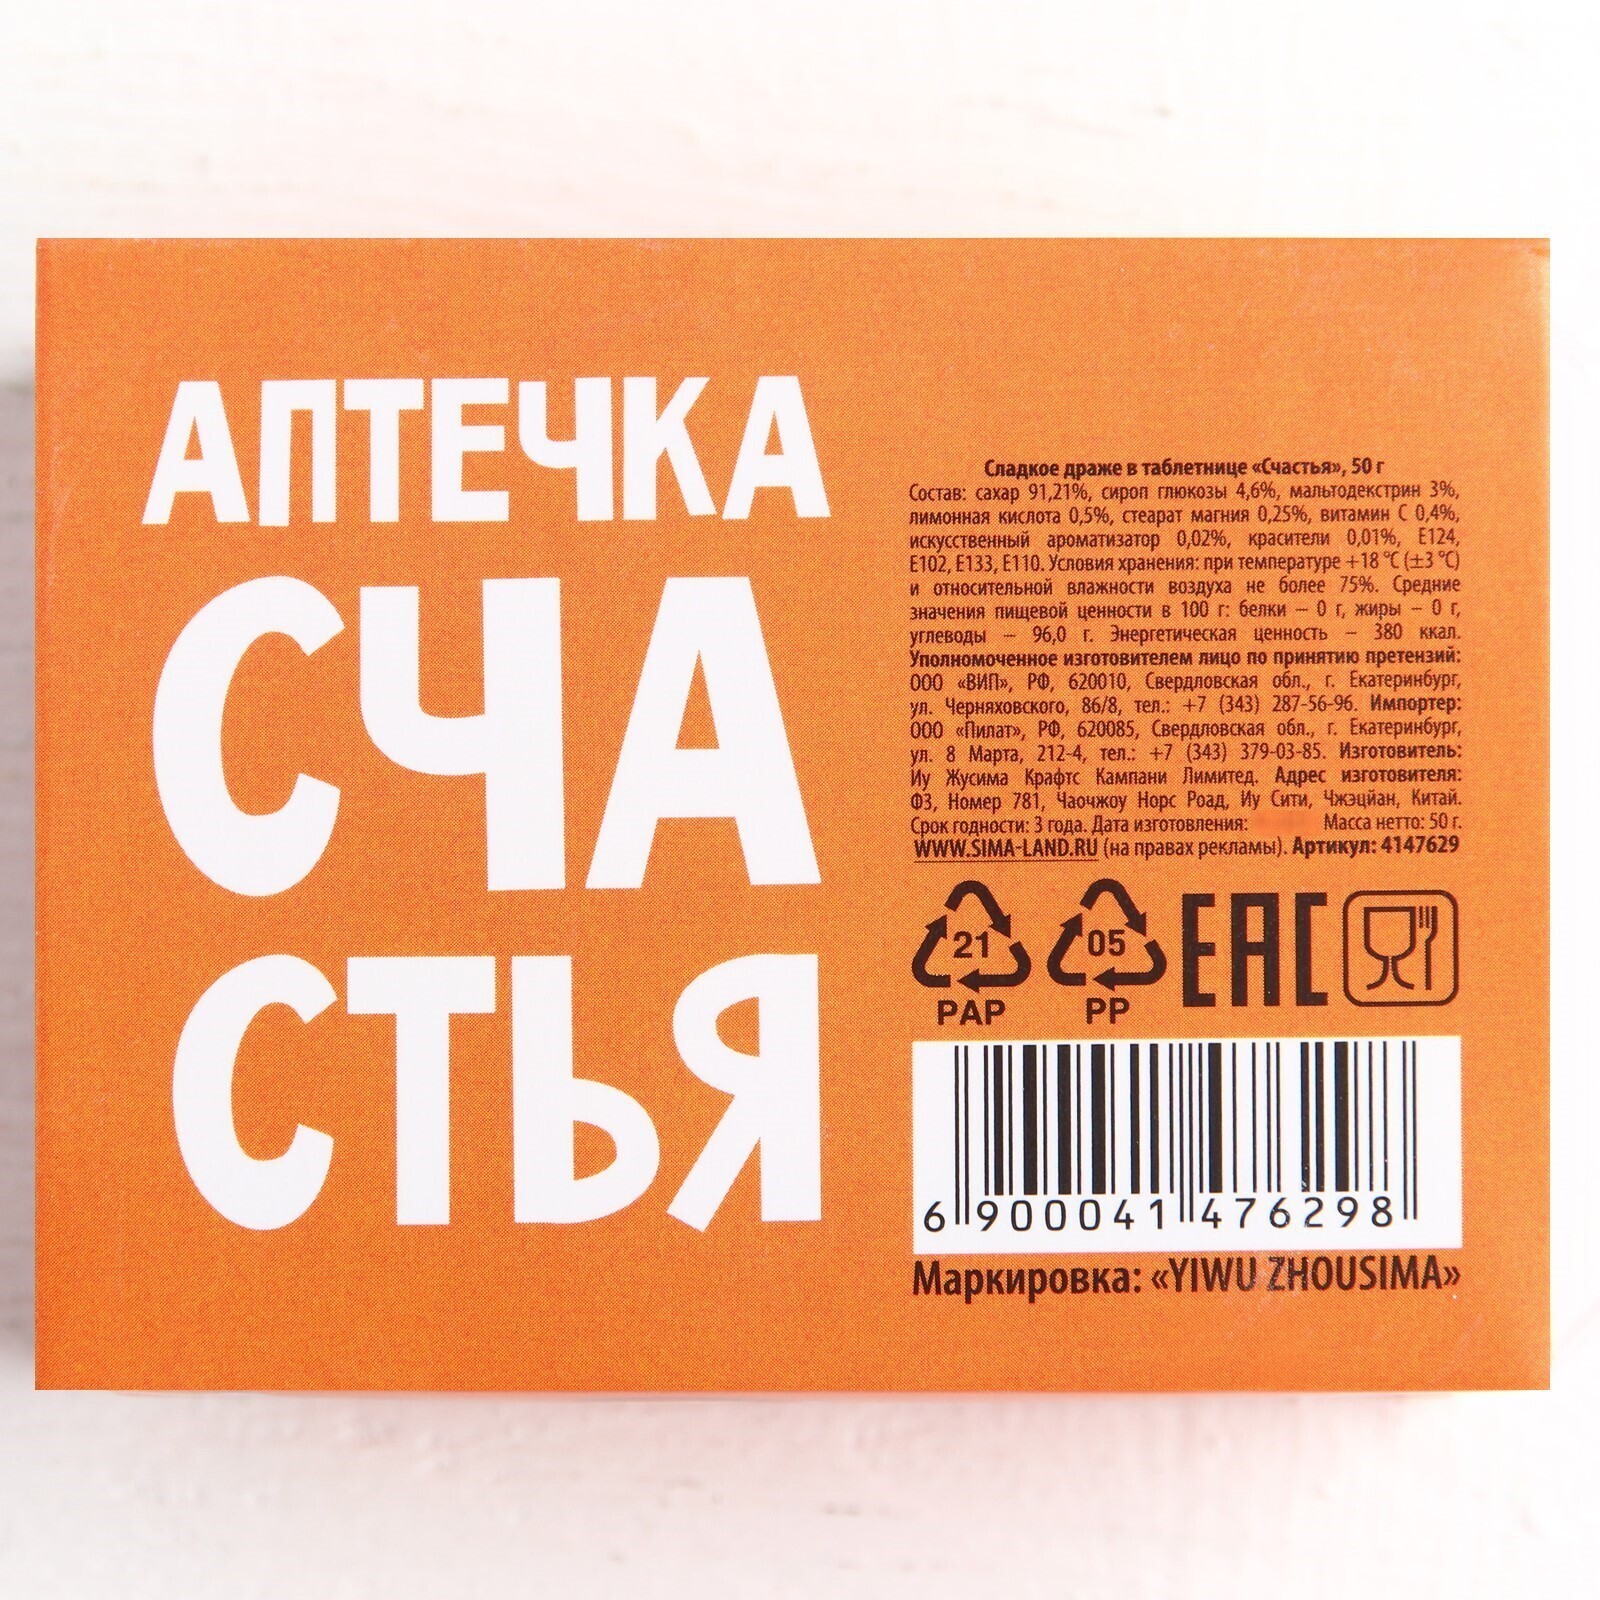 АПТЕЧКА
СЧА
СТЬЯ
Сладкое драже в таблетнице «Счастья», 50 г
Состав: сахар 91,21%, сироп глюкозы 4,6%, мальтодекстрин 3%,
лимонная кислота 0,5%, стеарат магния 0,25%, витамин С 0,4%,
искусственный ароматизатор 0,02%, красители 0,01%, Е124,
Е102, Е133, Е110. Условия хранения: при температуре +18 °С (±3 °С)
и относительной влажности воздуха не более 75%. Средние
значения пищевой ценности в 100 г: белки – 0 г, жиры – 0 г,
углеводы – 96,0 г. Энергетическая ценность – 380 ккал.
Уполномоченное изготовителем лицо по принятию претензий:
ООО «ВИП», РФ, 620010, Свердловская обл., г. Екатеринбург,
ул. Черняховского, 86/8, тел.: +7 (343) 287-56-96. Импортер:
ООО «Пилат», РФ, 620085, Свердловская обл., г. Екатеринбург,
ул. 8 Марта, 212-4, тел.: +7 (343) 379-03-85. Изготовитель:
Иу Жусима Крафтс Кампани Лимитед. Адрес изготовителя:
Ф3, Номер 781, Чаочжоу Норс Роад, Иу Сити, Чжэцйан, Китай.
Срок годности: 3 года. Дата изготовления: Масса нетто: 50 г.
WWW.SIMA-LAND.RU (на правах рекламы). Артикул: 4147629
21 05 EAC
PAP PP
6 900041 476298
Маркировка: «YIWU ZHOUSIMA»